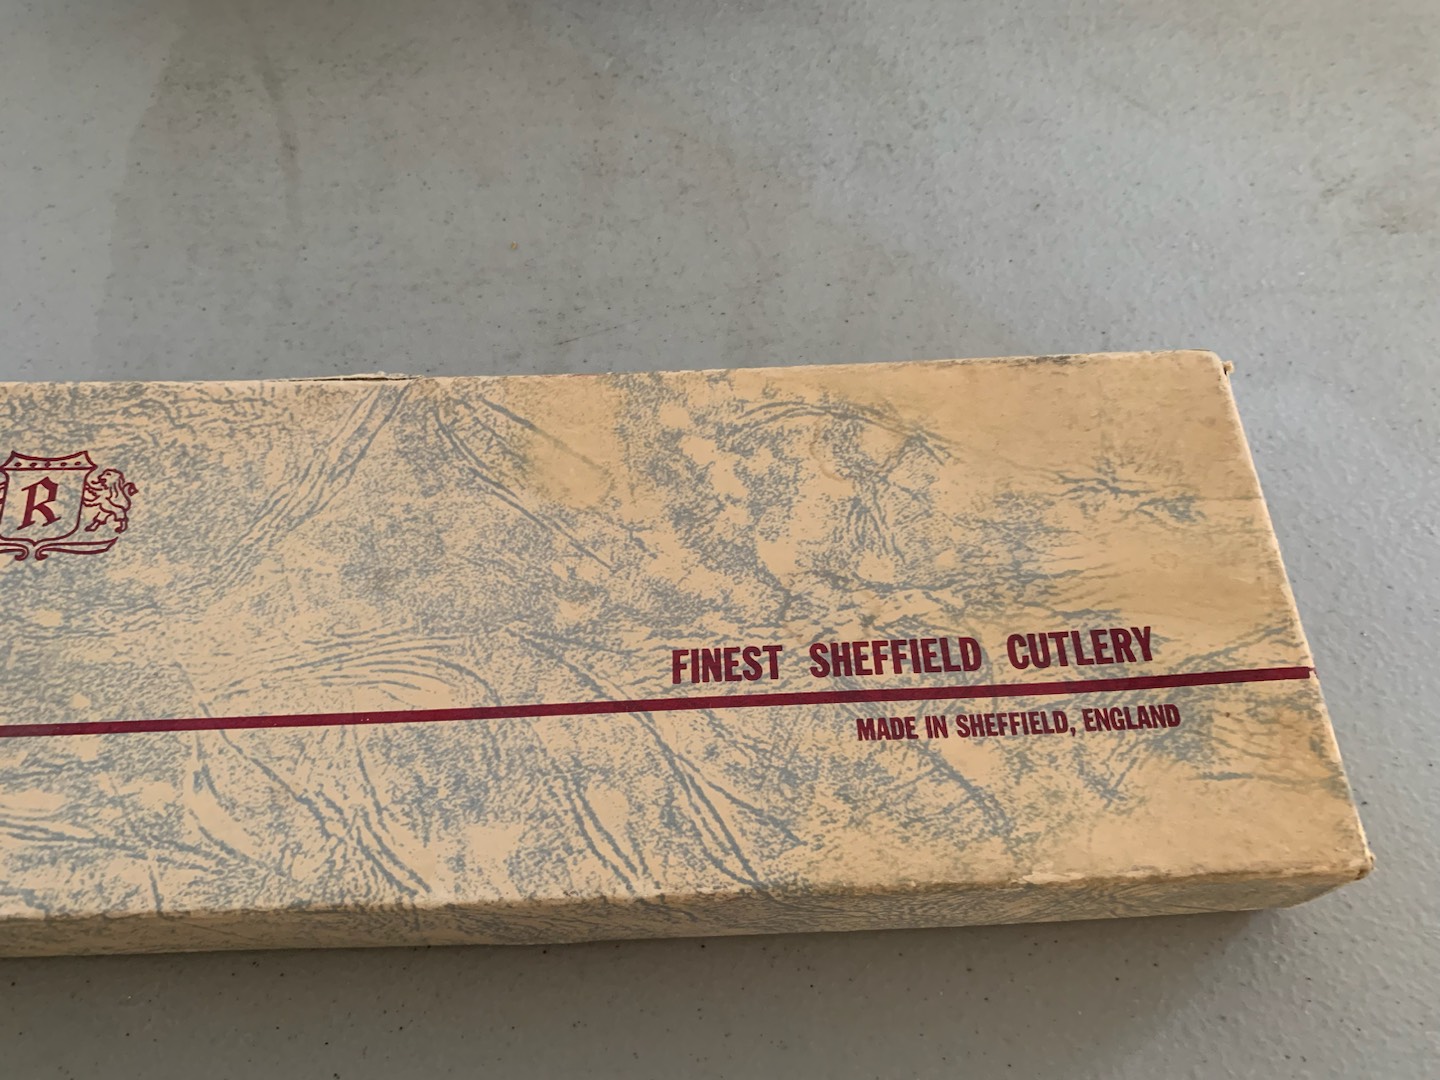 R
FINEST SHEFFIELD CUTLERY
MADE IN SHEFFIELD, ENGLAND